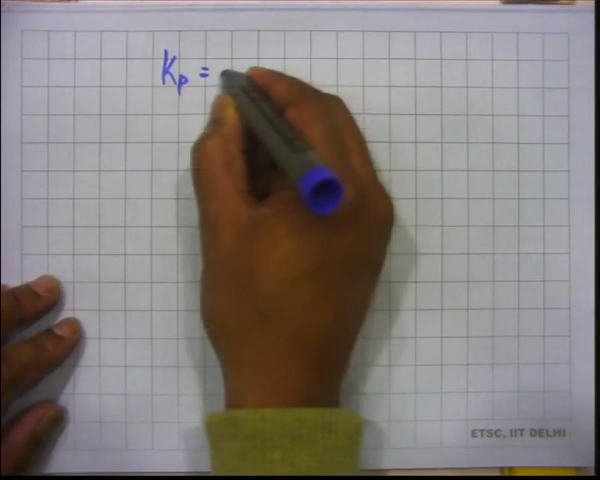 Kp =
ETSC, IIT DELHI